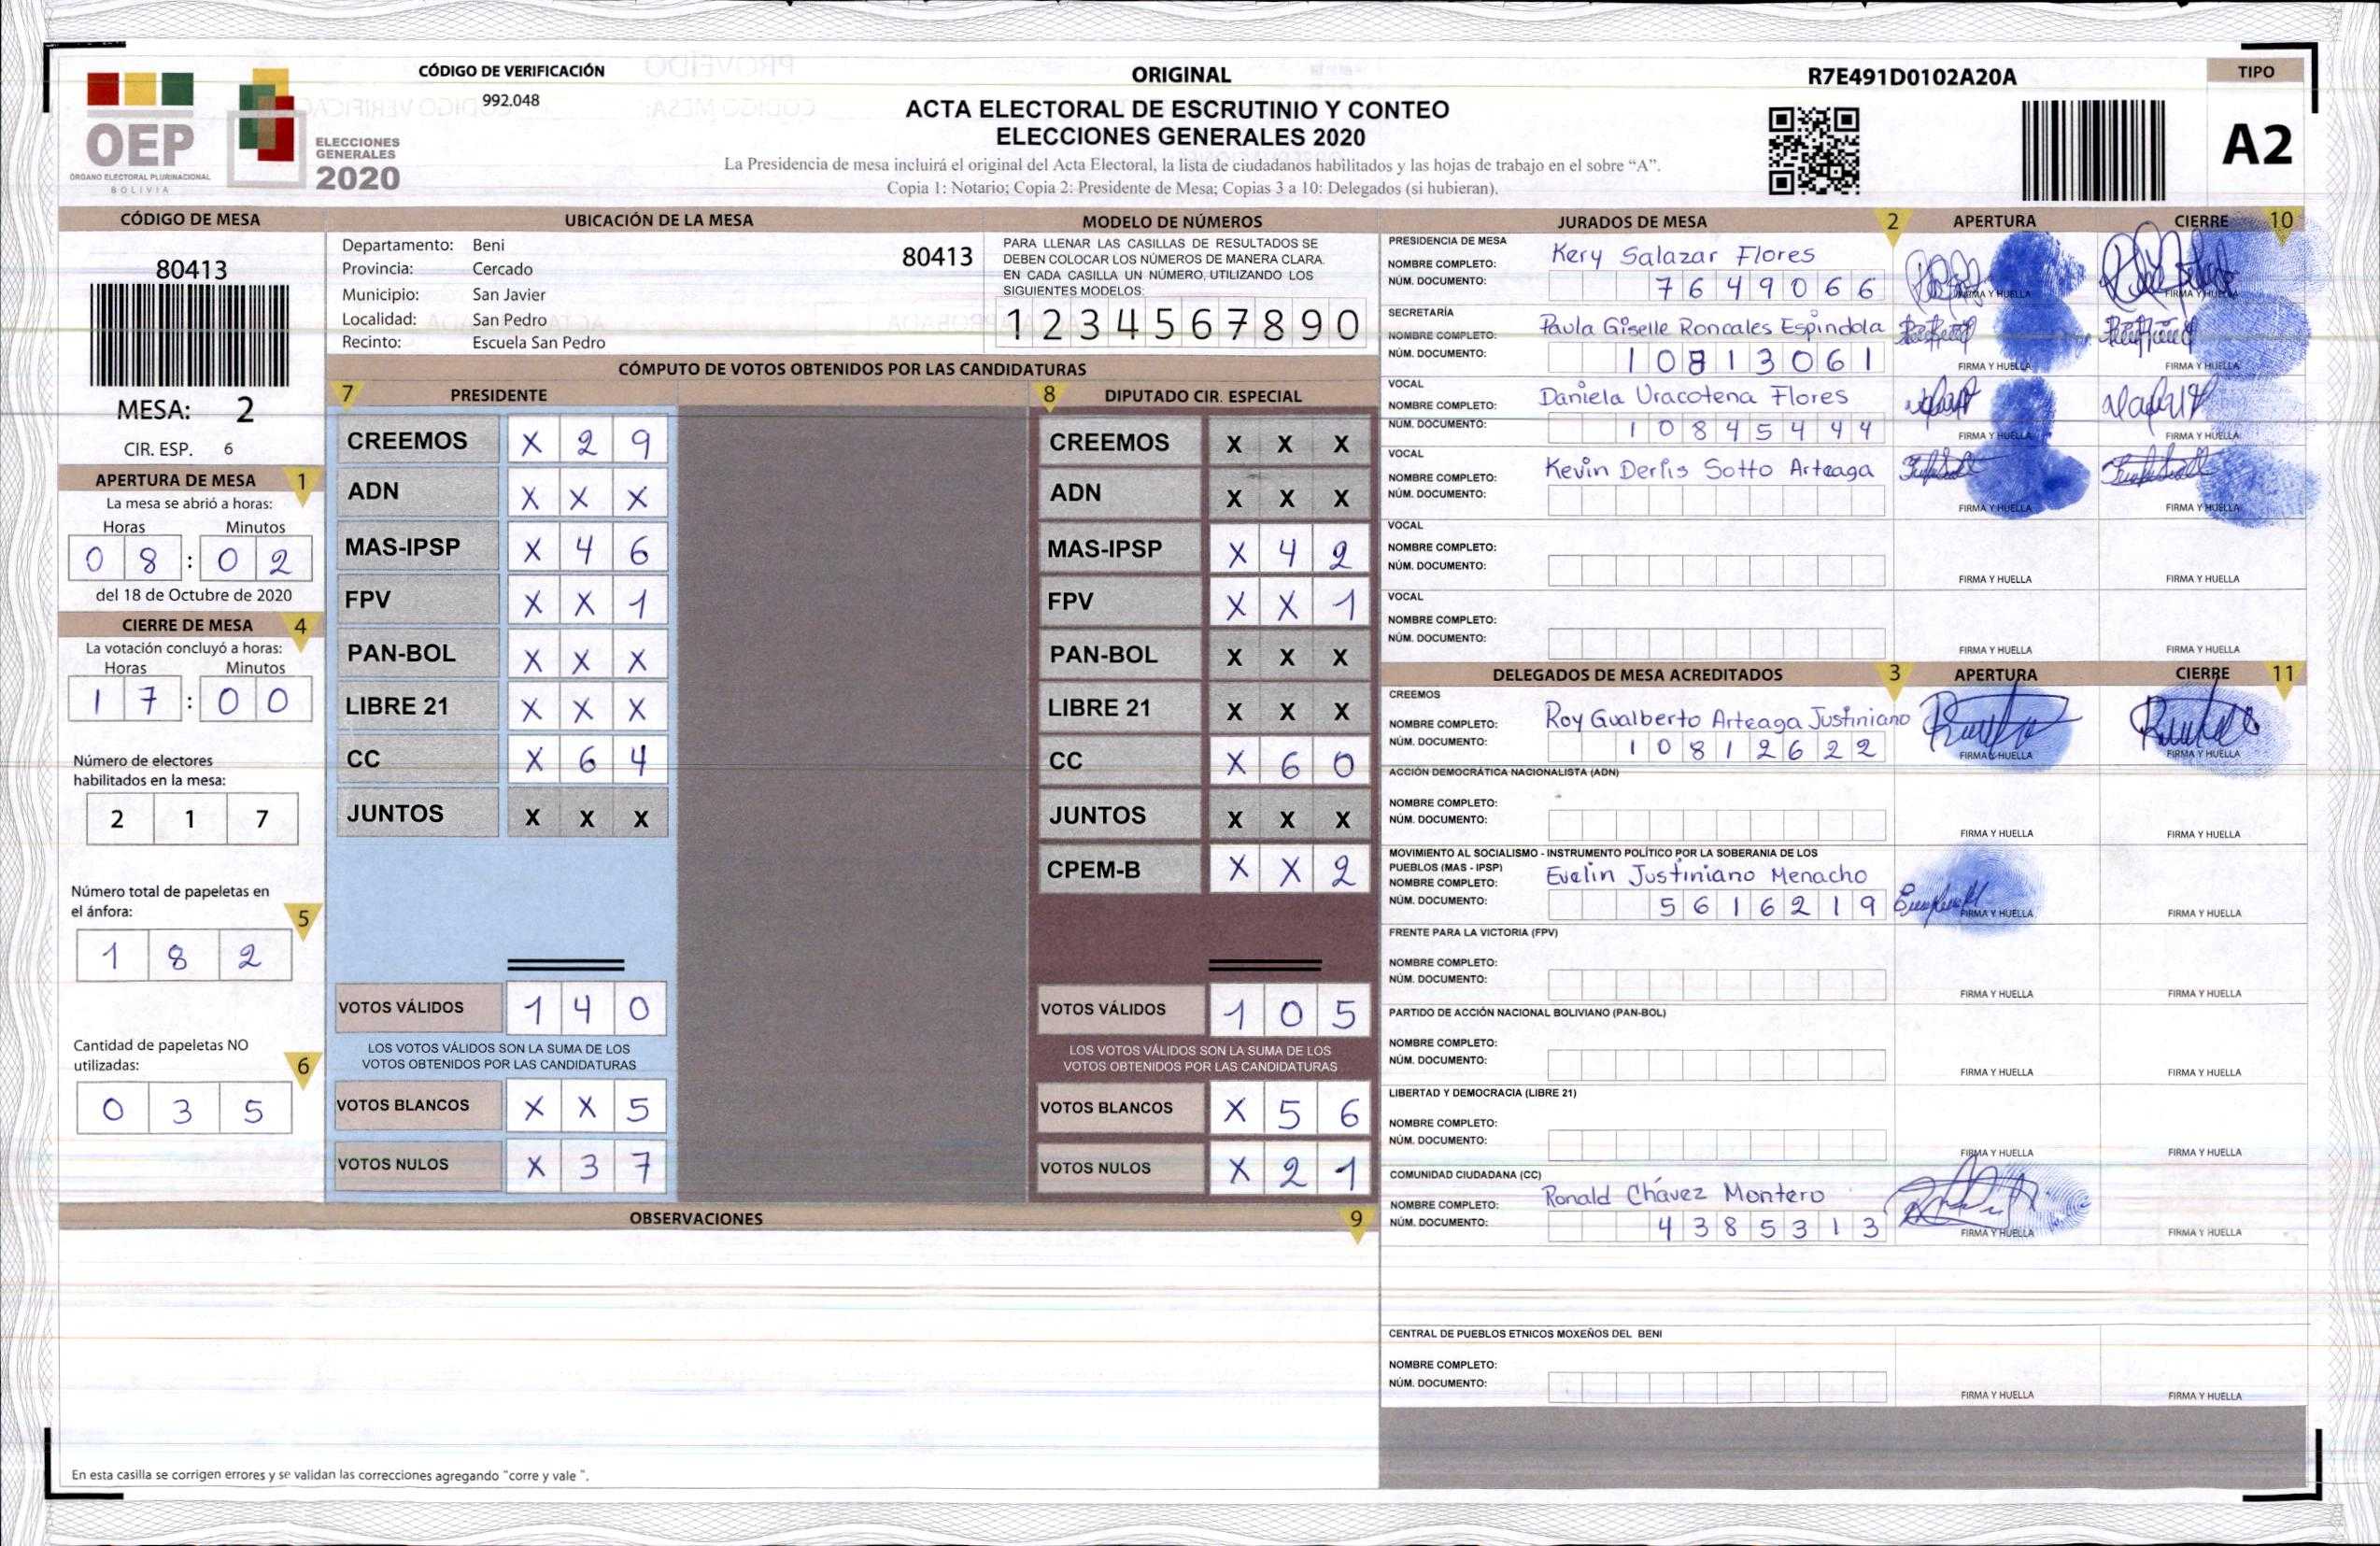 CÓDIGO DE VERIFICACIÓN
992.048
OEP
ÓRGANO ELECTORAL PLURINACIONAL
BOLIVIA
ELECCIONES
GENERALES
2020
ORIGINAL
ACTA ELECTORAL DE ESCRUTINIO Y CONTEO
ELECCIONES GENERALES 2020
La Presidencia de mesa incluirá el original del Acta Electoral, la lista de ciudadanos habilitados y las hojas de trabajo en el sobre “A”.
Copia 1: Notario; Copia 2: Presidente de Mesa; Copias 3 a 10: Delegados (si hubieran).
R7E491D0102A20A
TIPO
A2
CÓDIGO DE MESA
80413
MESA: 2
CIR. ESP. 6
APERTURA DE MESA 1
La mesa se abrió a horas:
Horas Minutos
0 8 : 0 2
del 18 de Octubre de 2020
CIERRE DE MESA 4
La votación concluyó a horas:
Horas Minutos
1 7 : 0 0
Número de electores
habilitados en la mesa:
2 1 7
Número total de papeletas en
el ánfora: 5
1 8 2
Cantidad de papeletas NO
utilizadas: 6
0 3 5
UBICACIÓN DE LA MESA
Departamento: Beni
80413
Provincia: Cercado
Municipio: San Javier
Localidad: San Pedro
Recinto: Escuela San Pedro
MODELO DE NÚMEROS
PARA LLENAR LAS CASILLAS DE RESULTADOS SE
DEBEN COLOCAR LOS NÚMEROS DE MANERA CLARA.
EN CADA CASILLA UN NÚMERO, UTILIZANDO LOS
SIGUIENTES MODELOS:
1 2 3 4 5 6 7 8 9 0
CÓMPUTO DE VOTOS OBTENIDOS POR LAS CANDIDATURAS
7 PRESIDENTE
CREEMOS X 2 9
ADN X X X
MAS-IPSP X 4 6
FPV X X 1
PAN-BOL X X X
LIBRE 21 X X X
CC X 6 4
JUNTOS X X X
VOTOS VÁLIDOS 1 4 0
LOS VOTOS VÁLIDOS SON LA SUMA DE LOS
VOTOS OBTENIDOS POR LAS CANDIDATURAS
VOTOS BLANCOS X X 5
VOTOS NULOS X 3 7
8 DIPUTADO CIR. ESPECIAL
CREEMOS X X X
ADN X X X
MAS-IPSP X 4 2
FPV X X 1
PAN-BOL X X X
LIBRE 21 X X X
CC X 6 0
JUNTOS X X X
CPEM-B X X 2
VOTOS VÁLIDOS 1 0 5
LOS VOTOS VÁLIDOS SON LA SUMA DE LOS
VOTOS OBTENIDOS POR LAS CANDIDATURAS
VOTOS BLANCOS X 5 6
VOTOS NULOS X 2 1
OBSERVACIONES 9
En esta casilla se corrigen errores y se validan las correcciones agregando "corre y vale ".
JURADOS DE MESA 2 APERTURA CIERRE 10
PRESIDENCIA DE MESA
NOMBRE COMPLETO: Kery Salazar Flores
NÚM. DOCUMENTO: 7649066
FIRMA Y HUELLA FIRMA Y HUELLA
SECRETARÍA
NOMBRE COMPLETO: Paula Giselle Roncales Espindola
NÚM. DOCUMENTO: 10813061
FIRMA Y HUELLA FIRMA Y HUELLA
VOCAL
NOMBRE COMPLETO: Daniela Uracotena Flores
NÚM. DOCUMENTO: 10845444
FIRMA Y HUELLA FIRMA Y HUELLA
VOCAL
NOMBRE COMPLETO: Kevin Derlis Sotto Arteaga
NÚM. DOCUMENTO:
FIRMA Y HUELLA FIRMA Y HUELLA
VOCAL
NOMBRE COMPLETO:
NÚM. DOCUMENTO:
FIRMA Y HUELLA FIRMA Y HUELLA
VOCAL
NOMBRE COMPLETO:
NÚM. DOCUMENTO:
FIRMA Y HUELLA FIRMA Y HUELLA
DELEGADOS DE MESA ACREDITADOS 3 APERTURA CIERRE 11
CREEMOS
NOMBRE COMPLETO: Roy Gualberto Arteaga Justiniano
NÚM. DOCUMENTO: 10812622
FIRMA Y HUELLA FIRMA Y HUELLA
ACCIÓN DEMOCRÁTICA NACIONALISTA (ADN)
NOMBRE COMPLETO:
NÚM. DOCUMENTO:
FIRMA Y HUELLA FIRMA Y HUELLA
MOVIMIENTO AL SOCIALISMO - INSTRUMENTO POLÍTICO POR LA SOBERANIA DE LOS
PUEBLOS (MAS - IPSP)
NOMBRE COMPLETO: Evelin Justiniano Menacho
NÚM. DOCUMENTO: 5616219
FIRMA Y HUELLA FIRMA Y HUELLA
FRENTE PARA LA VICTORIA (FPV)
NOMBRE COMPLETO:
NÚM. DOCUMENTO:
FIRMA Y HUELLA FIRMA Y HUELLA
PARTIDO DE ACCIÓN NACIONAL BOLIVIANO (PAN-BOL)
NOMBRE COMPLETO:
NÚM. DOCUMENTO:
FIRMA Y HUELLA FIRMA Y HUELLA
LIBERTAD Y DEMOCRACIA (LIBRE 21)
NOMBRE COMPLETO:
NÚM. DOCUMENTO:
FIRMA Y HUELLA FIRMA Y HUELLA
COMUNIDAD CIUDADANA (CC)
NOMBRE COMPLETO: Ronald Chávez Montero
NÚM. DOCUMENTO: 4385313
FIRMA Y HUELLA FIRMA Y HUELLA
CENTRAL DE PUEBLOS ETNICOS MOXEÑOS DEL BENI
NOMBRE COMPLETO:
NÚM. DOCUMENTO:
FIRMA Y HUELLA FIRMA Y HUELLA